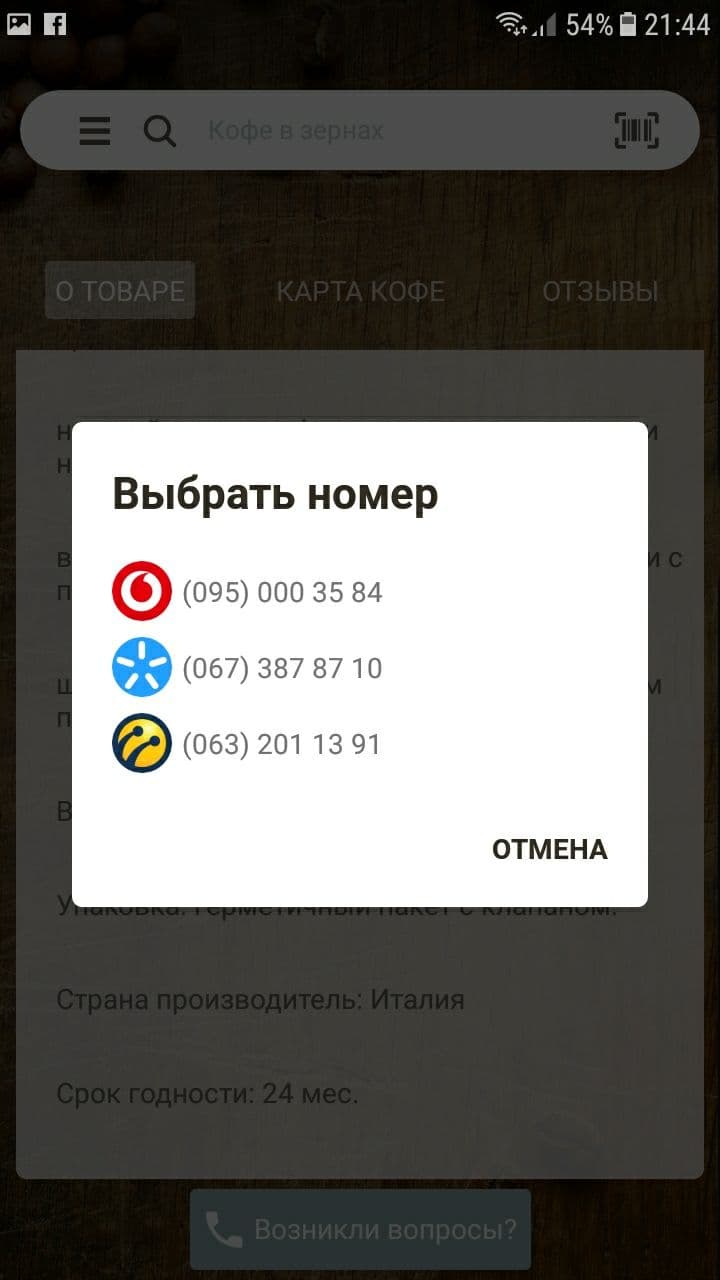 54% 21:44
Кофе в зернах
О ТОВАРЕ КАРТА КОФЕ ОТЗЫВЫ
Выбрать номер
(095) 000 35 84
(067) 387 87 10
(063) 201 13 91
ОТМЕНА
Упаковка: Герметичный пакет с клапаном.
Страна производитель: Италия
Срок годности: 24 мес.
Возникли вопросы?